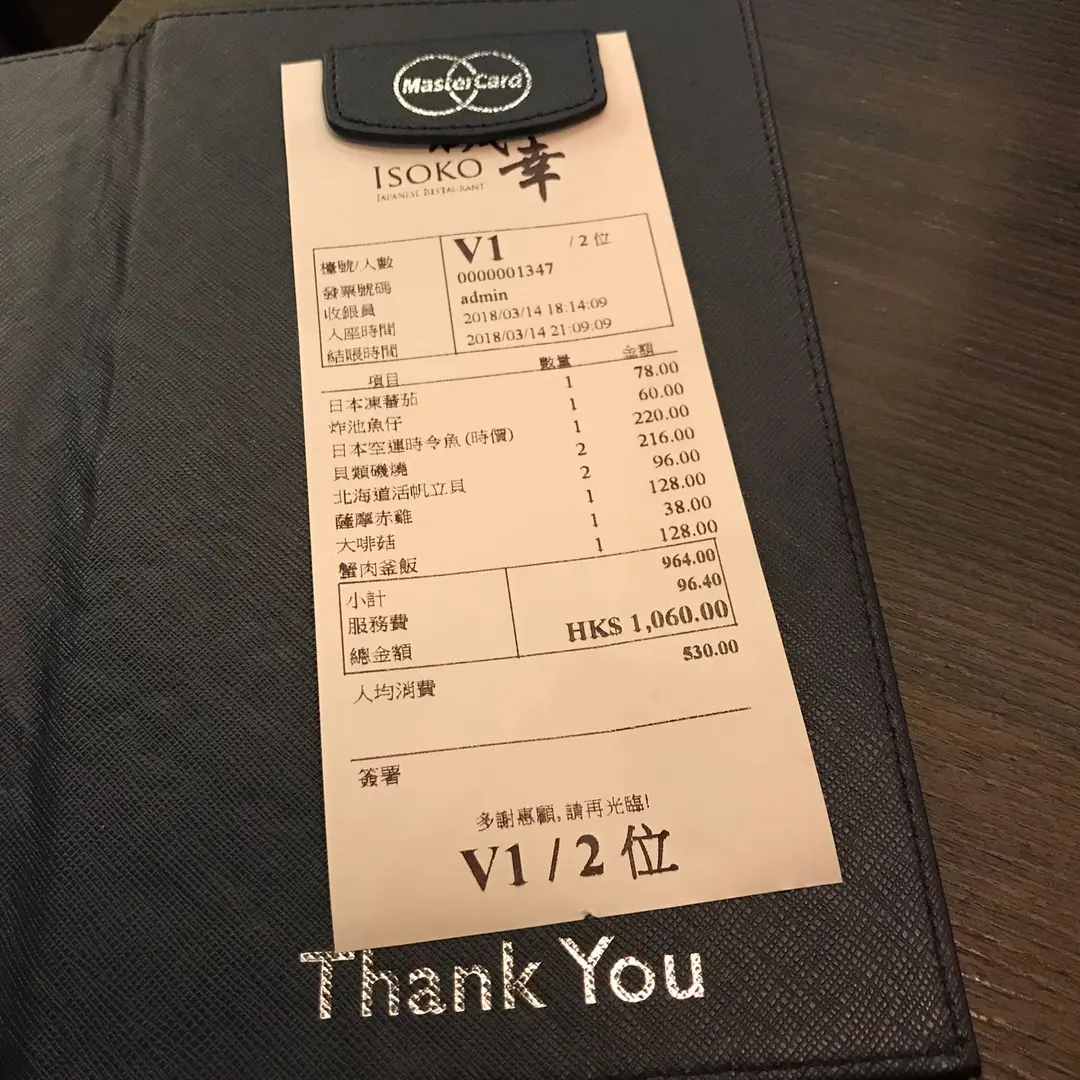 MasterCard
幸
ISOKO
JAPANESE RESTAURANT
檯號/人數 V1 / 2 位
發票號碼 0000001347
收銀員 admin
入座時間 2018/03/14 18:14:09
結賬時間 2018/03/14 21:09:09
項目 數量 金額
日本凍蕃茄 1 78.00
炸池魚仔 1 60.00
日本空運時令魚(時價) 1 220.00
貝類磯燒 2 216.00
北海道活帆立貝 2 96.00
薩摩赤雞 1 128.00
大啡菇 1 38.00
蟹肉釜飯 1 128.00
小計 964.00
服務費 96.40
總金額 HK$ 1,060.00
人均消費 530.00
簽署
多謝惠顧, 請再光臨!
V1 / 2 位
Thank You